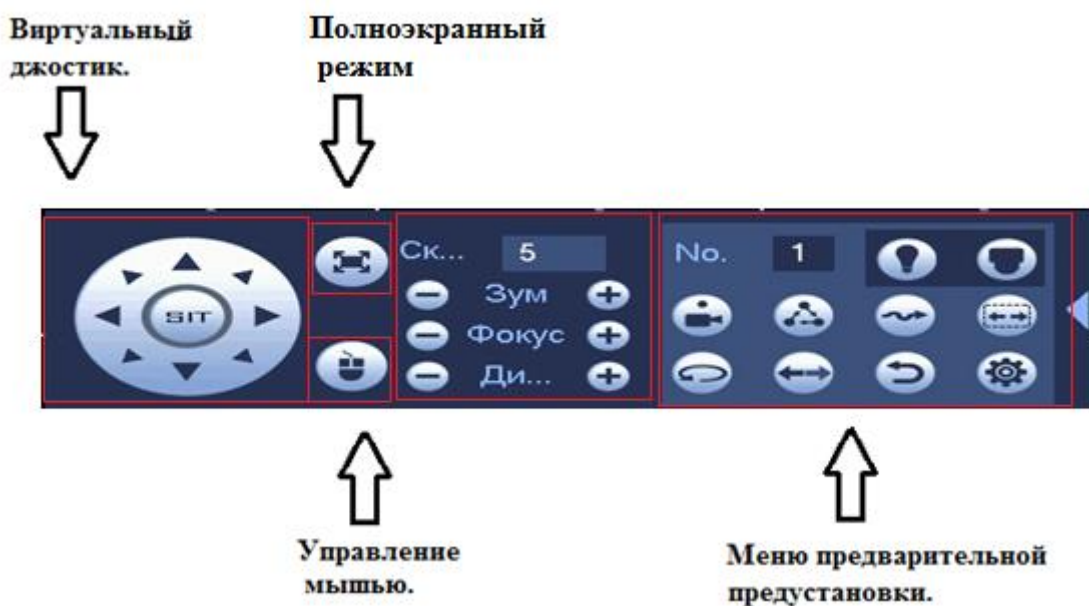 Виртуальный
джостик.
Полноэкранный
режим
SIT
Ск... 5
Зум
Фокус
Ди...
No. 1
Управление
мышью.
Меню предварительной
предустановки.